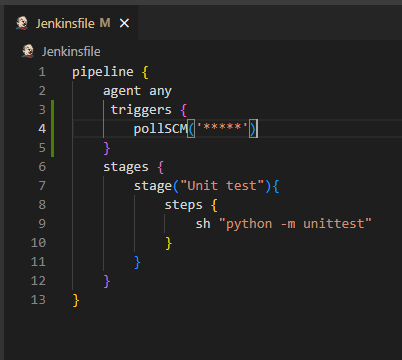 Jenkinsfile M X
Jenkinsfile
1 pipeline {
2     agent any
3      triggers {
4         pollSCM('*****')
5     }
6     stages {
7         stage("Unit test"){
8             steps {
9                 sh "python -m unittest"
10             }
11         }
12     }
13 }